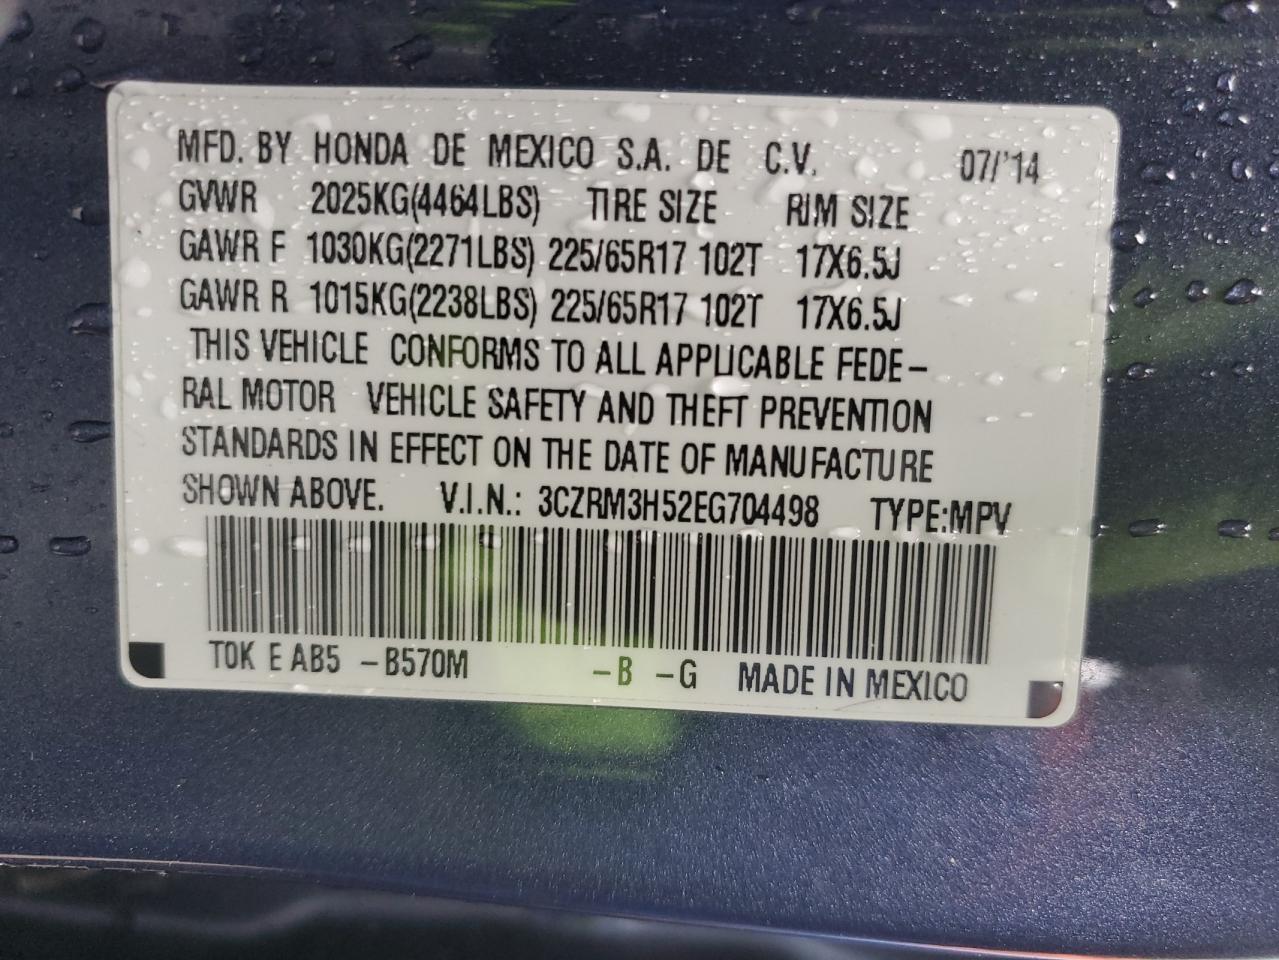 MFD. BY HONDA DE MEXICO S.A. DE C.V. 07/'14
GVWR 2025KG(4464LBS) TIRE SIZE RIM SIZE
GAWR F 1030KG(2271LBS) 225/65R17 102T 17X6.5J
GAWR R 1015KG(2238LBS) 225/65R17 102T 17X6.5J
THIS VEHICLE CONFORMS TO ALL APPLICABLE FEDE-
RAL MOTOR VEHICLE SAFETY AND THEFT PREVENTION
STANDARDS IN EFFECT ON THE DATE OF MANUFACTURE
SHOWN ABOVE. V.I.N.: 3CZRM3H52EG704498 TYPE:MPV
T0K E AB5 -B570M -B -G MADE IN MEXICO